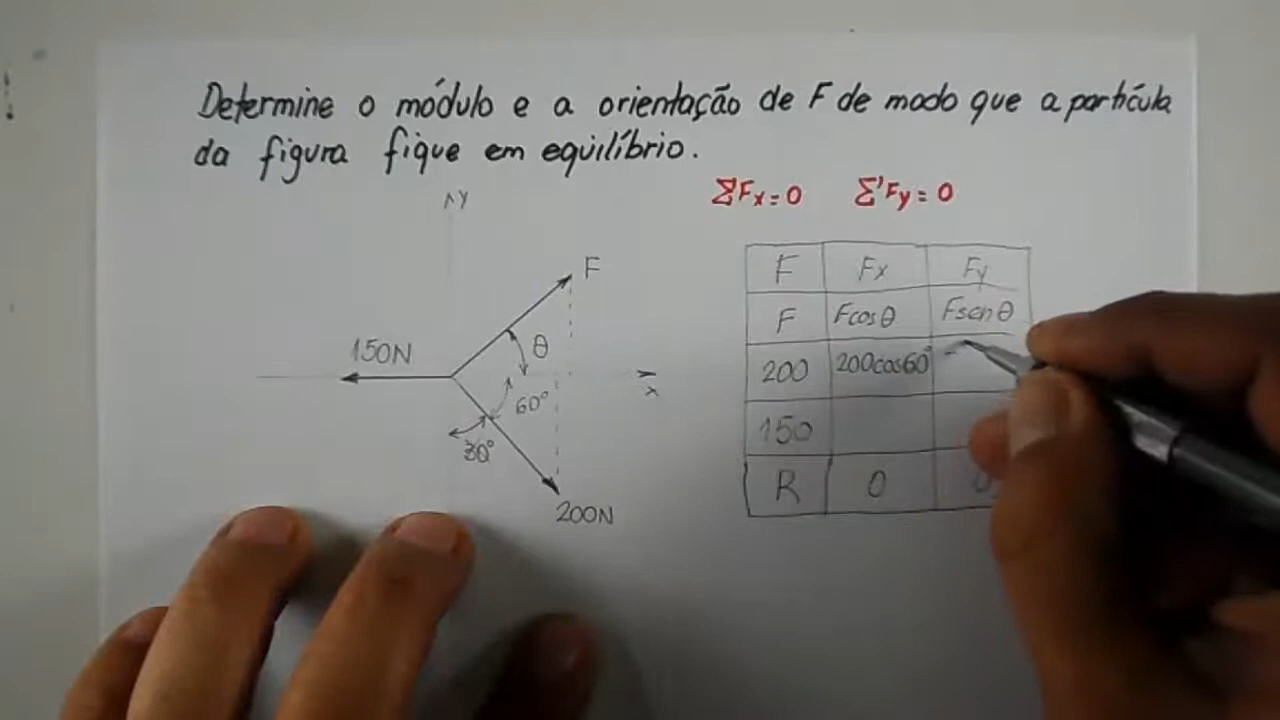 Determine o módulo e a orientação de F de modo que a partícula
da figura fique em equilíbrio.
ΣFx=0 ΣFy=0
y
F
150N
θ
x
60°
30°
200N
F Fx Fy
F Fcosθ Fsenθ
200 200cos60° -
150
R 0 0